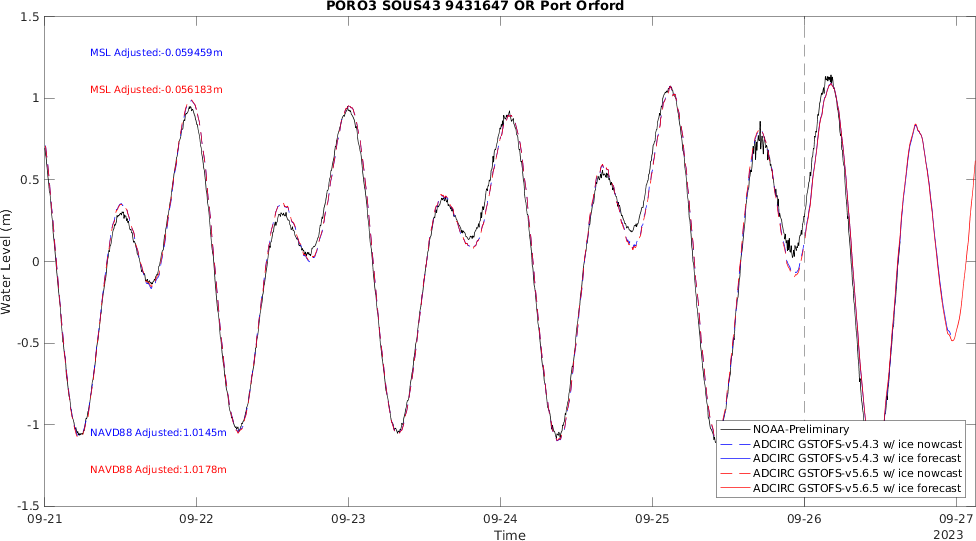 PORO3 SOUS43 9431647 OR Port Orford
1.5
MSL Adjusted:-0.059459m
1
MSL Adjusted:-0.056183m
0.5
Water Level (m)
0
-0.5
-1
NAVD88 Adjusted:1.0145m
NAVD88 Adjusted:1.0178m
-1.5
NOAA-Preliminary
ADCIRC GSTOFS-v5.4.3 w/ ice nowcast
ADCIRC GSTOFS-v5.4.3 w/ ice forecast
ADCIRC GSTOFS-v5.6.5 w/ ice nowcast
ADCIRC GSTOFS-v5.6.5 w/ ice forecast
09-21 09-22 09-23 09-24 09-25 09-26 09-27
Time
2023